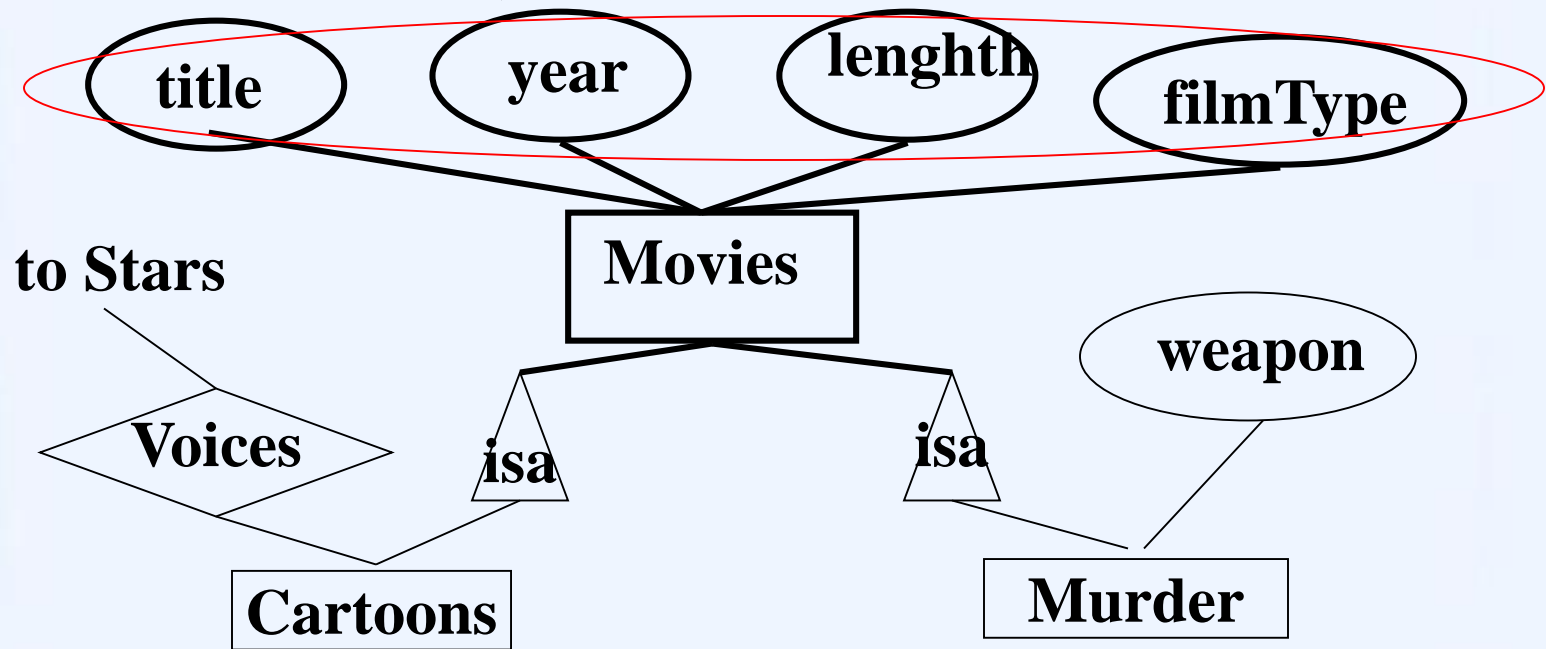 title
year
lenghth
filmType
Movies
to Stars
weapon
Voices
isa
isa
Cartoons
Murder